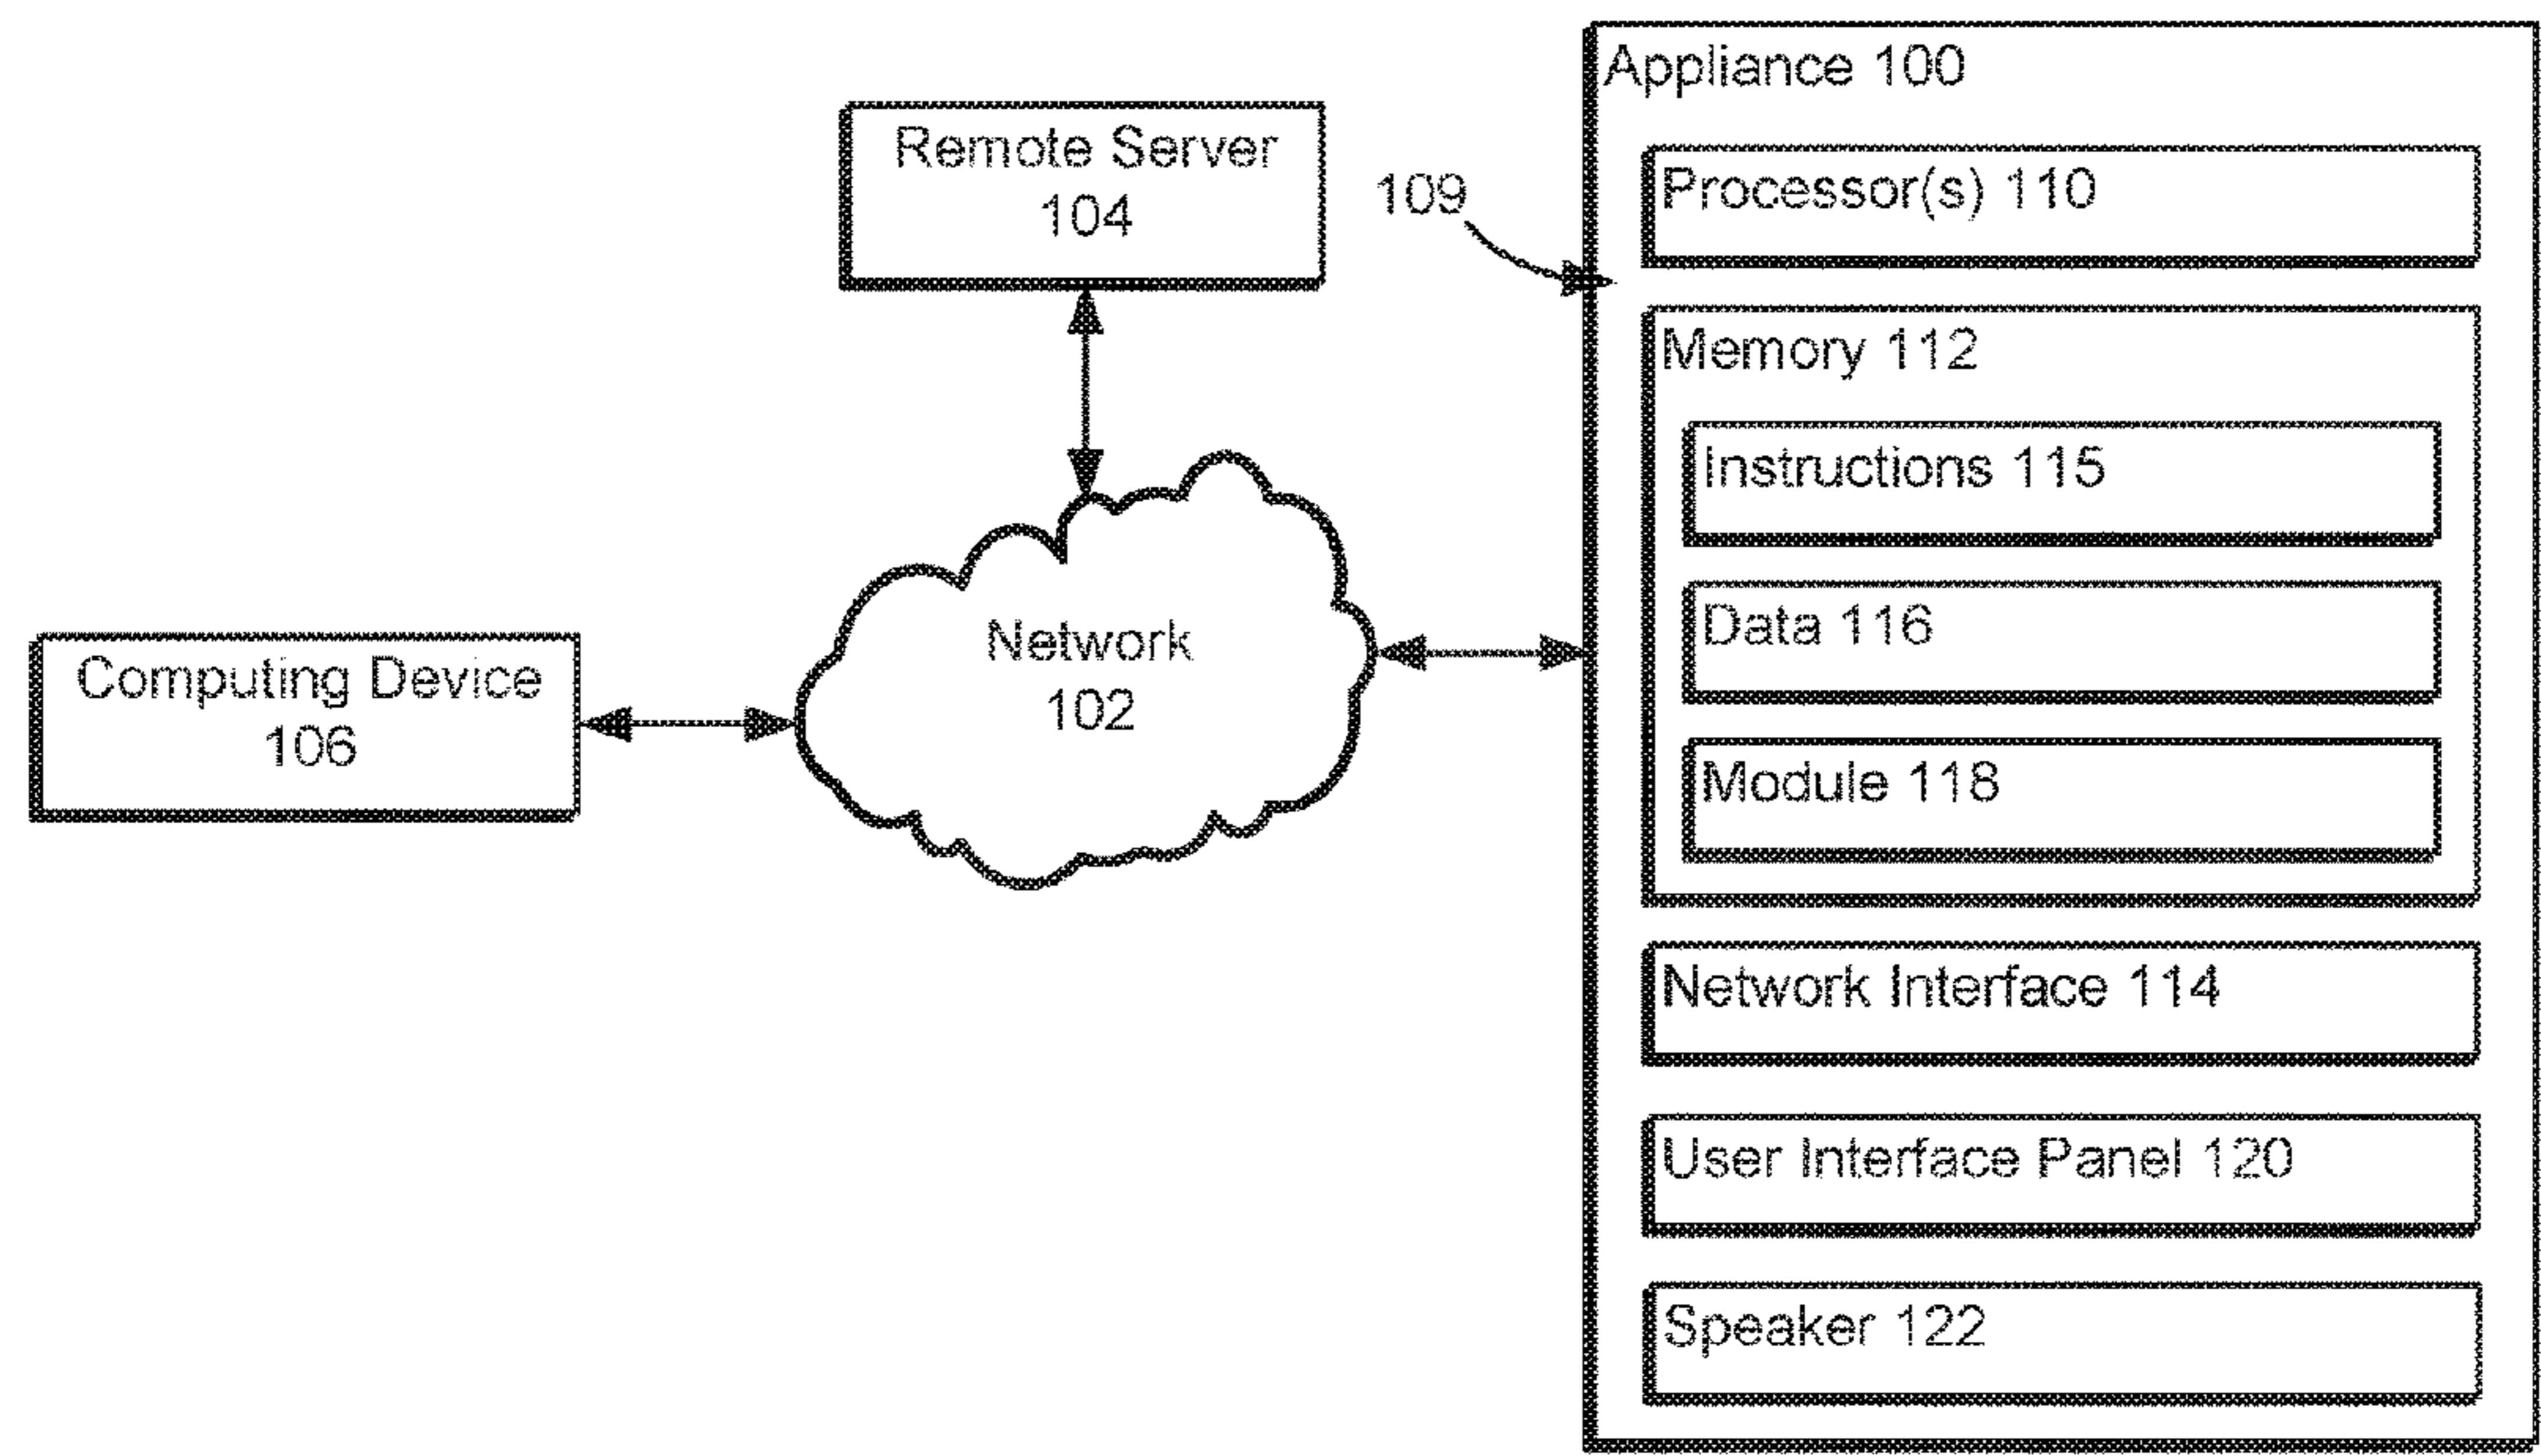 Appliance 100
Remote Server
104
109
Processor(s) 110
Memory 112
Instructions 115
Data 116
Module 118
Network
102
Computing Device
106
Network Interface 114
User Interface Panel 120
Speaker 122